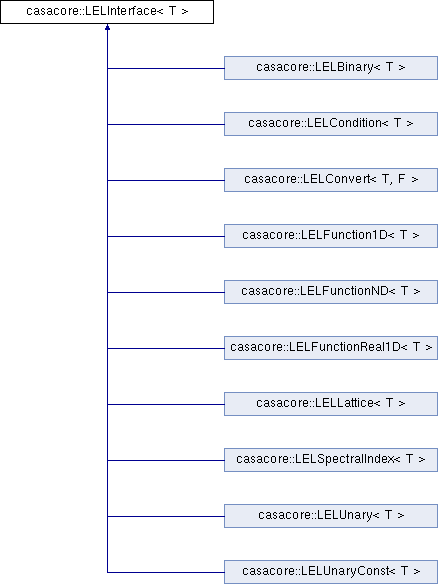 casacore::LELInterface< T >
casacore::LELBinary< T >
casacore::LELCondition< T >
casacore::LELConvert< T, F >
casacore::LELFunction1D< T >
casacore::LELFunctionND< T >
casacore::LELFunctionReal1D< T >
casacore::LELLattice< T >
casacore::LELSpectralIndex< T >
casacore::LELUnary< T >
casacore::LELUnaryConst< T >